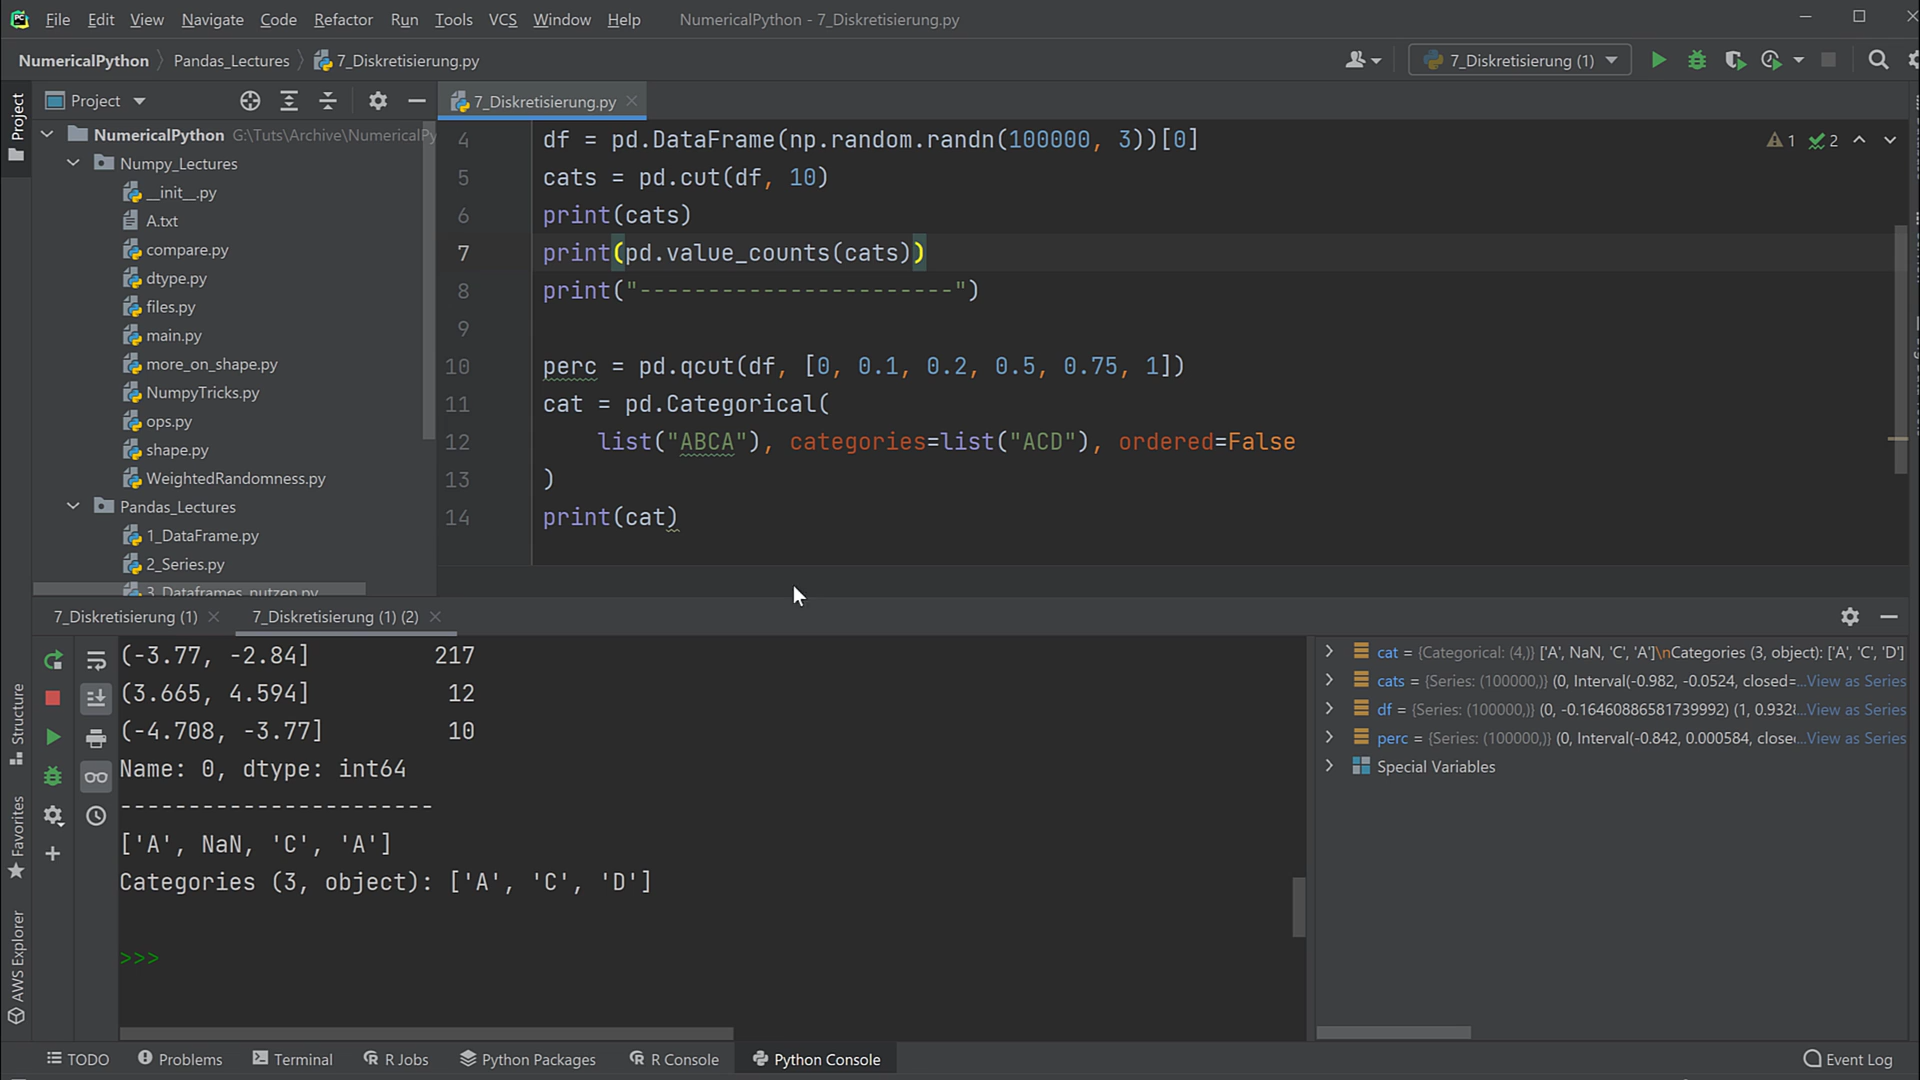 File Edit View Navigate Code Refactor Run Tools VCS Window Help NumericalPython - 7_Diskretisierung.py
NumericalPython Pandas_Lectures 7_Diskretisierung.py 7_Diskretisierung (1)
Project
Project
7_Diskretisierung.py
NumericalPython G:\Tuts\Archive\NumericalPy
Numpy_Lectures
__init__.py
A.txt
compare.py
dtype.py
files.py
main.py
more_on_shape.py
NumpyTricks.py
ops.py
shape.py
WeightedRandomness.py
Pandas_Lectures
1_DataFrame.py
2_Series.py
3_Dataframes_nutzen.py
4 df = pd.DataFrame(np.random.randn(100000, 3))[0]
1 2
5 cats = pd.cut(df, 10)
6 print(cats)
7 print(pd.value_counts(cats))
8 print("-----------------------")
9
10 perc = pd.qcut(df, [0, 0.1, 0.2, 0.5, 0.75, 1])
11 cat = pd.Categorical(
12 list("ABCA"), categories=list("ACD"), ordered=False
13 )
14 print(cat)
7_Diskretisierung (1) 7_Diskretisierung (1) (2)
(-3.77, -2.84] 217
(3.665, 4.594] 12
(-4.708, -3.77] 10
Name: 0, dtype: int64
-----------------------
['A', NaN, 'C', 'A']
Categories (3, object): ['A', 'C', 'D']
>>>
cat = {Categorical: (4,)} ['A', NaN, 'C', 'A']\nCategories (3, object): ['A', 'C', 'D']
cats = {Series: (100000,)} (0, Interval(-0.982, -0.0524, closed=...View as Series
df = {Series: (100000,)} (0, -0.16460886581739992) (1, 0.9328...View as Series
perc = {Series: (100000,)} (0, Interval(-0.842, 0.000584, close...View as Series
Special Variables
Structure
Favorites
AWS Explorer
TODO Problems Terminal R Jobs Python Packages R Console Python Console Event Log